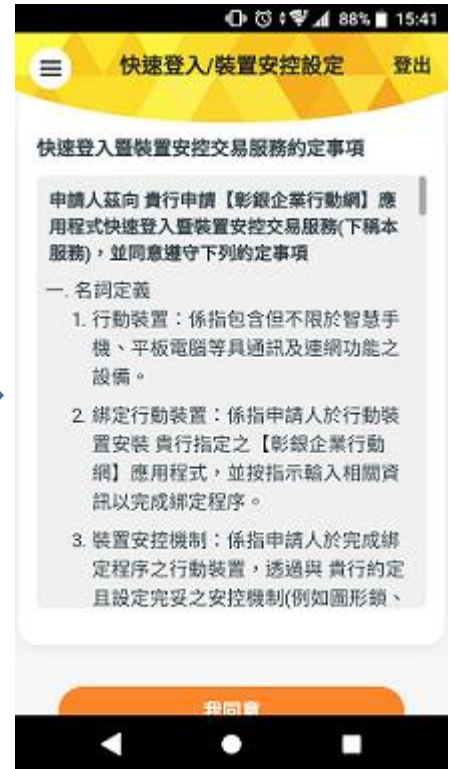 88% 15:41
快速登入/裝置安控設定 登出
快速登入暨裝置安控交易服務約定事項
申請人茲向 貴行申請【彰銀企業行動網】應
用程式快速登入暨裝置安控交易服務(下稱本
服務)，並同意遵守下列約定事項
一. 名詞定義
1. 行動裝置：係指包含但不限於智慧手
機、平板電腦等具通訊及連網功能之
設備。
2. 綁定行動裝置：係指申請人於行動裝
置安裝 貴行指定之【彰銀企業行動
網】應用程式，並按指示輸入相關資
訊以完成綁定程序。
3. 裝置安控機制：係指申請人於完成綁
定程序之行動裝置，透過與 貴行約定
且設定完妥之安控機制(例如圖形鎖、
我同意